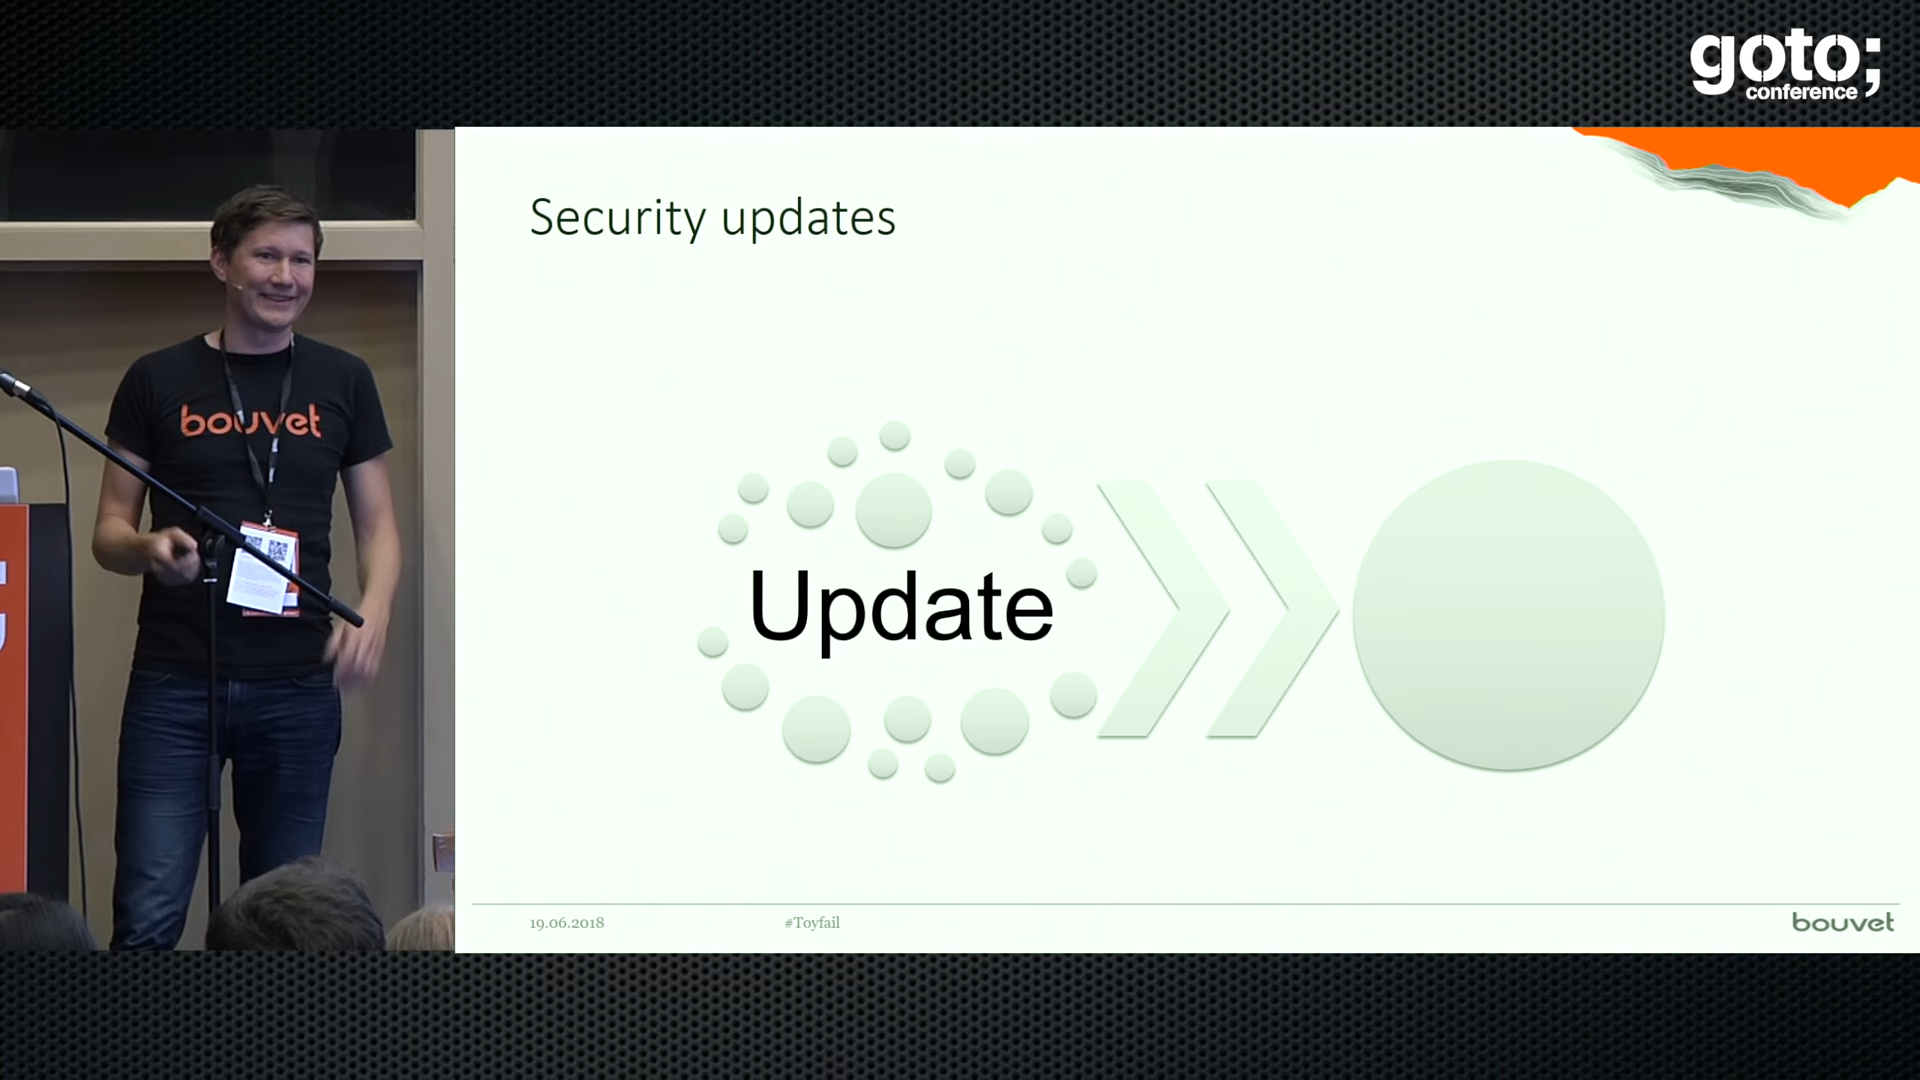 goto;
conference
bouvet
Security updates
Update
19.06.2018
#Toyfail
bouvet